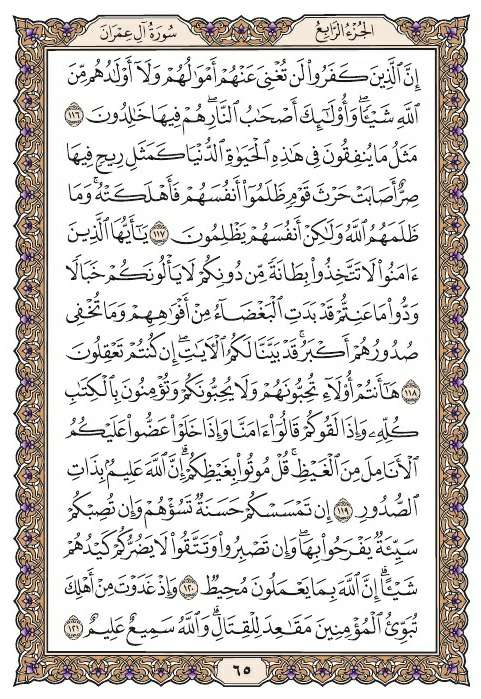 الجزء الرابع
سورة آل عمران
إِنَّ الَّذِينَ كَفَرُوا لَن تُغْنِيَ عَنْهُمْ أَمْوَالُهُمْ وَلَا أَوْلَادُهُم مِّنَ
اللَّهِ شَيْئًا ۖ وَأُولَٰئِكَ أَصْحَابُ النَّارِ ۚ هُمْ فِيهَا خَالِدُونَ ١١٦
مَثَلُ مَا يُنفِقُونَ فِي هَٰذِهِ الْحَيَاةِ الدُّنْيَا كَمَثَلِ رِيحٍ فِيهَا
صِرٌّ أَصَابَتْ حَرْثَ قَوْمٍ ظَلَمُوا أَنفُسَهُمْ فَأَهْلَكَتْهُ ۚ وَمَا
ظَلَمَهُمُ اللَّهُ وَلَٰكِنْ أَنفُسَهُمْ يَظْلِمُونَ ١١٧ يَا أَيُّهَا الَّذِينَ
ءَامَنُوا لَا تَتَّخِذُوا بِطَانَةً مِّن دُونِكُمْ لَا يَأْلُونَكُمْ خَبَالًا
وَدُّوا مَا عَنِتُّمْ قَدْ بَدَتِ الْبَغْضَاءُ مِنْ أَفْوَاهِهِمْ وَمَا تُخْفِي
صُدُورُهُمْ أَكْبَرُ ۚ قَدْ بَيَّنَّا لَكُمُ الْآيَاتِ ۖ إِن كُنتُمْ تَعْقِلُونَ
١١٨ هَا أَنتُمْ أُولَاءِ تُحِبُّونَهُمْ وَلَا يُحِبُّونَكُمْ وَتُؤْمِنُونَ بِالْكِتَابِ
كُلِّهِ وَإِذَا لَقُوكُمْ قَالُوا ءَامَنَّا وَإِذَا خَلَوْا عَضُّوا عَلَيْكُمُ
الْأَنَامِلَ مِنَ الْغَيْظِ ۚ قُلْ مُوتُوا بِغَيْظِكُمْ ۗ إِنَّ اللَّهَ عَلِيمٌ بِذَاتِ
الصُّدُورِ ١١٩ إِن تَمْسَسْكُمْ حَسَنَةٌ تَسُؤْهُمْ وَإِن تُصِبْكُمْ
سَيِّئَةٌ يَفْرَحُوا بِهَا ۖ وَإِن تَصْبِرُوا وَتَتَّقُوا لَا يَضُرُّكُمْ كَيْدُهُمْ
شَيْئًا ۗ إِنَّ اللَّهَ بِمَا يَعْمَلُونَ مُحِيطٌ ١٢٠ وَإِذْ غَدَوْتَ مِنْ أَهْلِكَ
تُبَوِّئُ الْمُؤْمِنِينَ مَقَاعِدَ لِلْقِتَالِ ۗ وَاللَّهُ سَمِيعٌ عَلِيمٌ ١٢١
٦٥